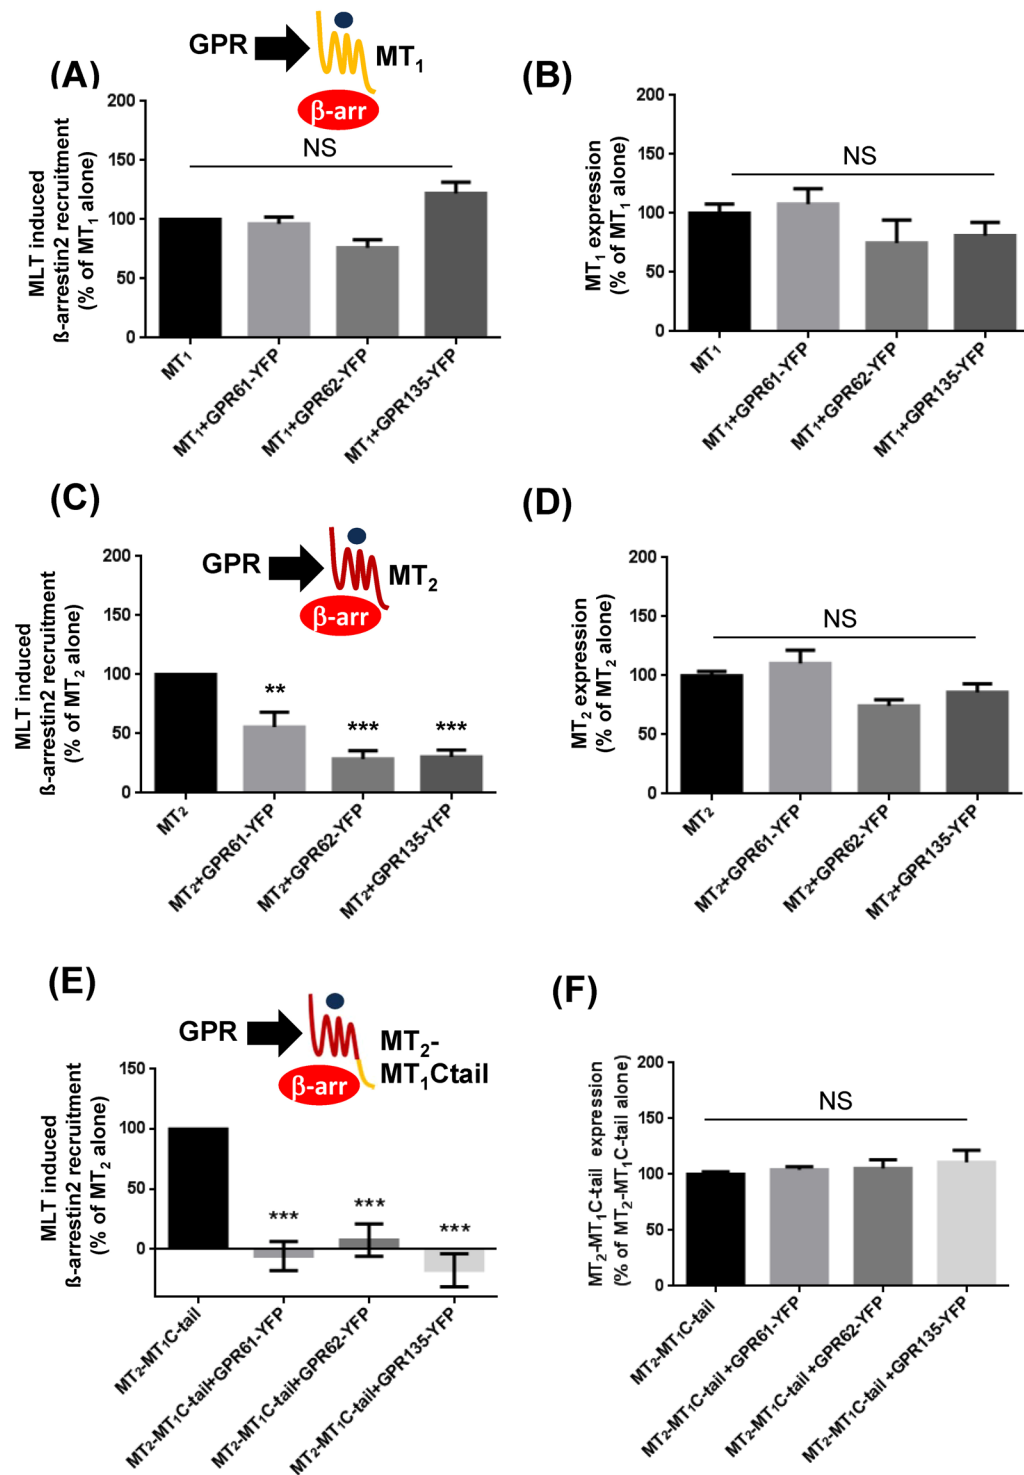 (A)
GPR
MT1
β-arr
MLT induced
ß-arrestin2 recruitment
(% of MT1 alone)
200
150
100
50
0
NS
MT1
MT1+GPR61-YFP
MT1+GPR62-YFP
MT1+GPR135-YFP
(B)
MT1 expression
(% of MT1 alone)
200
150
100
50
0
NS
MT1
MT1+GPR61-YFP
MT1+GPR62-YFP
MT1+GPR135-YFP
(C)
GPR
MT2
β-arr
MLT induced
ß-arrestin2 recruitment
(% of MT2 alone)
200
150
100
50
0
**
***
***
MT2
MT2+GPR61-YFP
MT2+GPR62-YFP
MT2+GPR135-YFP
(D)
MT2 expression
(% of MT2 alone)
200
150
100
50
0
NS
MT2
MT2+GPR61-YFP
MT2+GPR62-YFP
MT2+GPR135-YFP
(E)
GPR
MT2-
MT1Ctail
β-arr
MLT induced
ß-arrestin2 recruitment
(% of MT2 alone)
150
100
50
0
***
***
***
MT2-MT1C-tail
MT2-MT1C-tail+GPR61-YFP
MT2-MT1C-tail+GPR62-YFP
MT2-MT1C-tail+GPR135-YFP
(F)
MT2-MT1C-tail expression
(% of MT2-MT1C-tail alone)
200
150
100
50
0
NS
MT2-MT1C-tail
MT2-MT1C-tail +GPR61-YFP
MT2-MT1C-tail +GPR62-YFP
MT2-MT1C-tail +GPR135-YFP